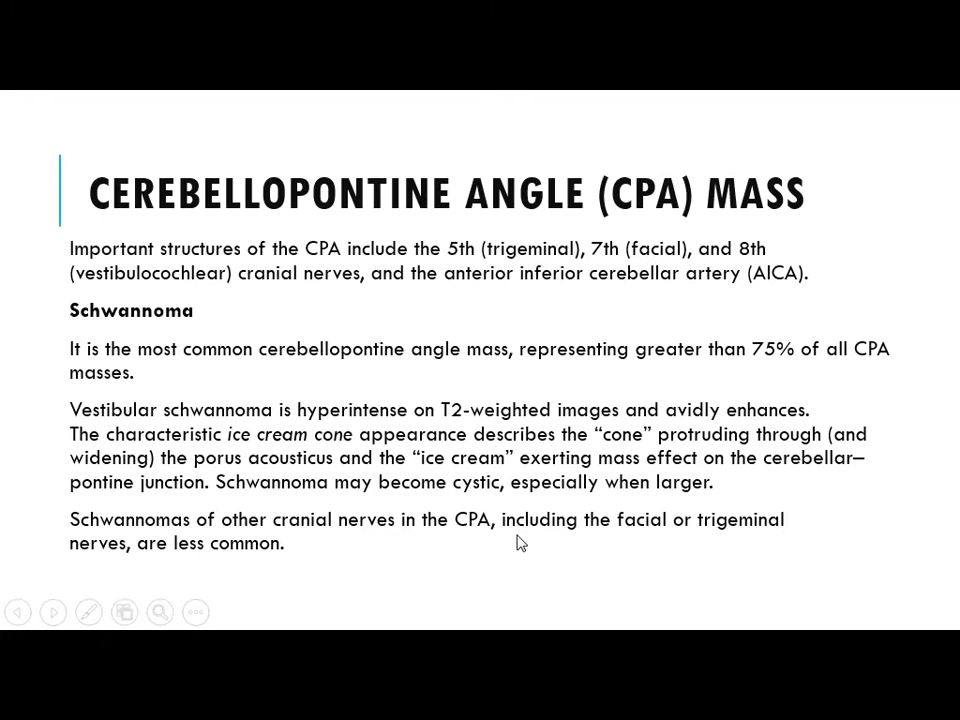 CEREBELLOPONTINE ANGLE (CPA) MASS
Important structures of the CPA include the 5th (trigeminal), 7th (facial), and 8th
(vestibulocochlear) cranial nerves, and the anterior inferior cerebellar artery (AICA).
Schwannoma
It is the most common cerebellopontine angle mass, representing greater than 75% of all CPA
masses.
Vestibular schwannoma is hyperintense on T2-weighted images and avidly enhances.
The characteristic ice cream cone appearance describes the “cone” protruding through (and
widening) the porus acousticus and the “ice cream” exerting mass effect on the cerebellar–
pontine junction. Schwannoma may become cystic, especially when larger.
Schwannomas of other cranial nerves in the CPA, including the facial or trigeminal
nerves, are less common.